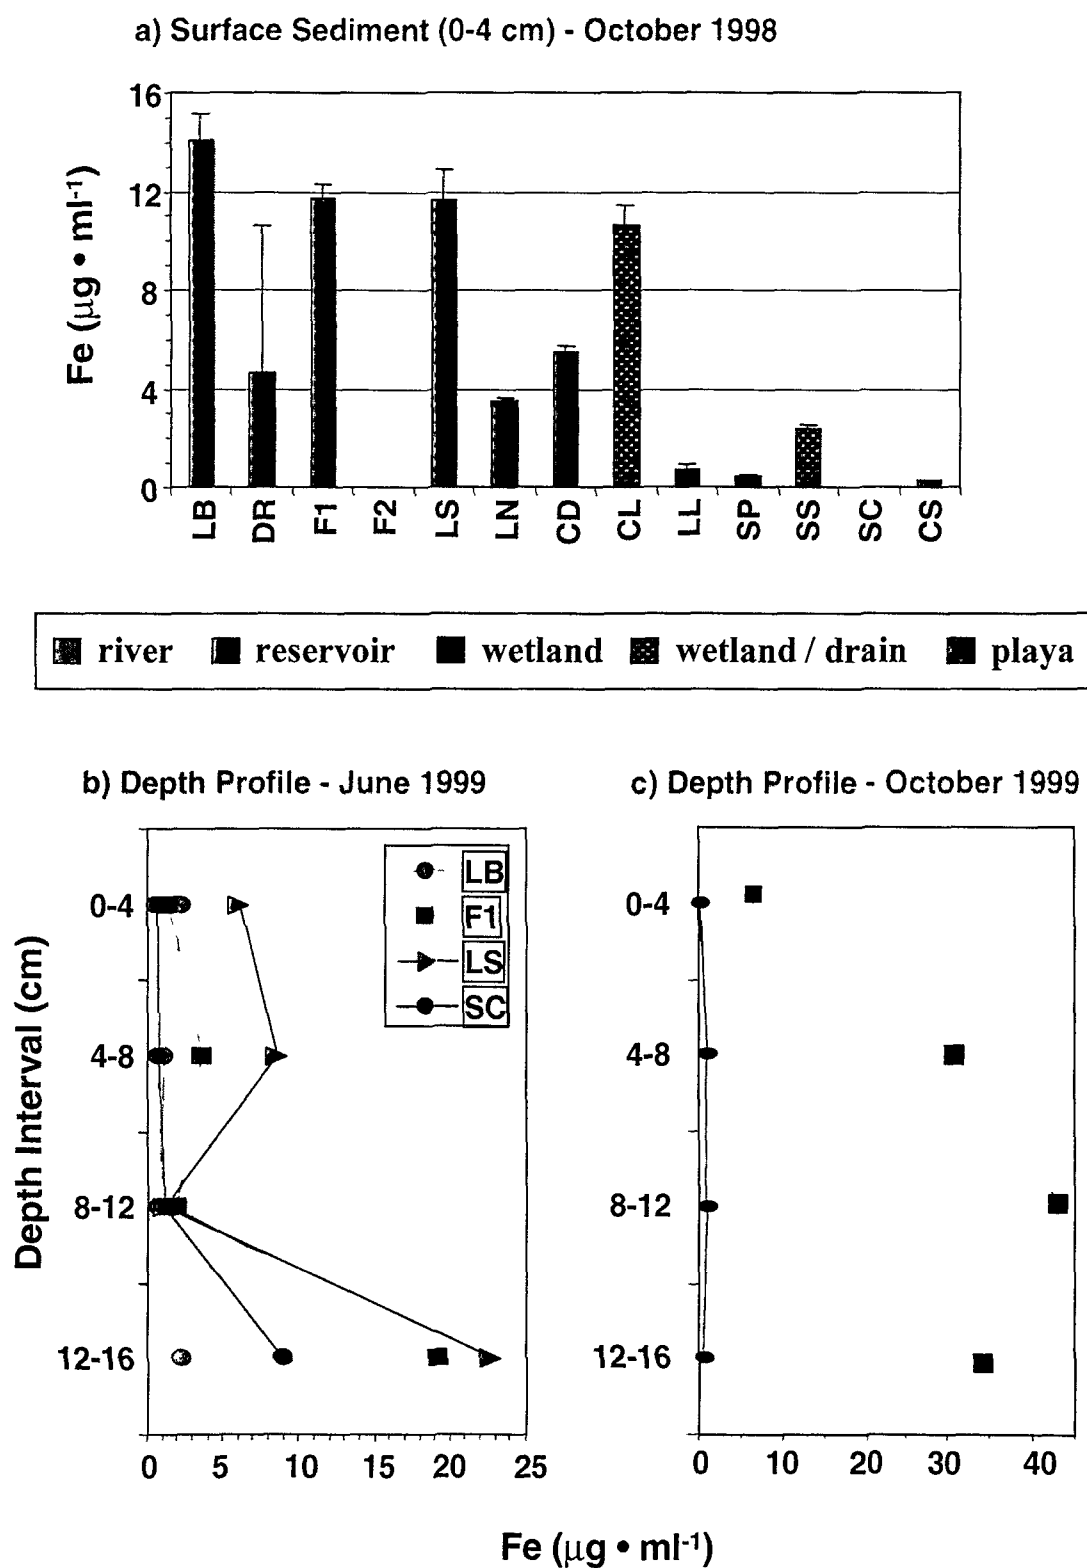 a) Surface Sediment (0-4 cm) - October 1998
16
12
8
4
0
Fe (µg • ml-1)
LB DR F1 F2 LS LN CD CL LL SP SS SC CS
river reservoir wetland wetland / drain playa
b) Depth Profile - June 1999
LB
F1
LS
SC
0-4
4-8
8-12
12-16
Depth Interval (cm)
0 5 10 15 20 25
c) Depth Profile - October 1999
0-4
4-8
8-12
12-16
0 10 20 30 40
Fe (µg • ml-1)